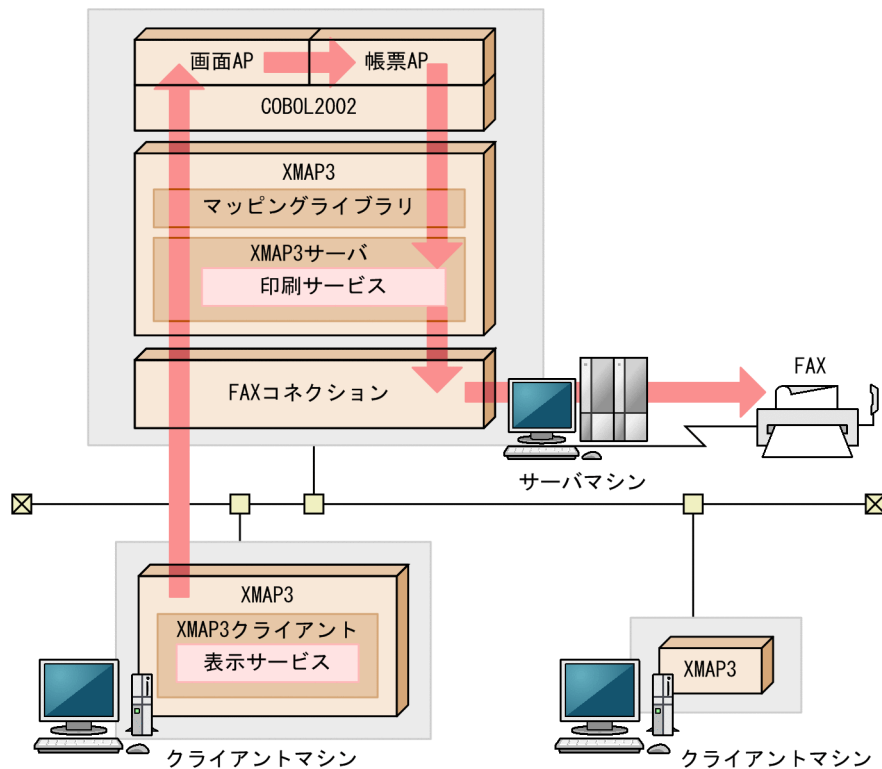 画面AP
帳票AP
COBOL2002
XMAP3
マッピングライブラリ
XMAP3サーバ
印刷サービス
FAXコネクション
FAX
サーバマシン
XMAP3
XMAP3クライアント
表示サービス
クライアントマシン
XMAP3
クライアントマシン